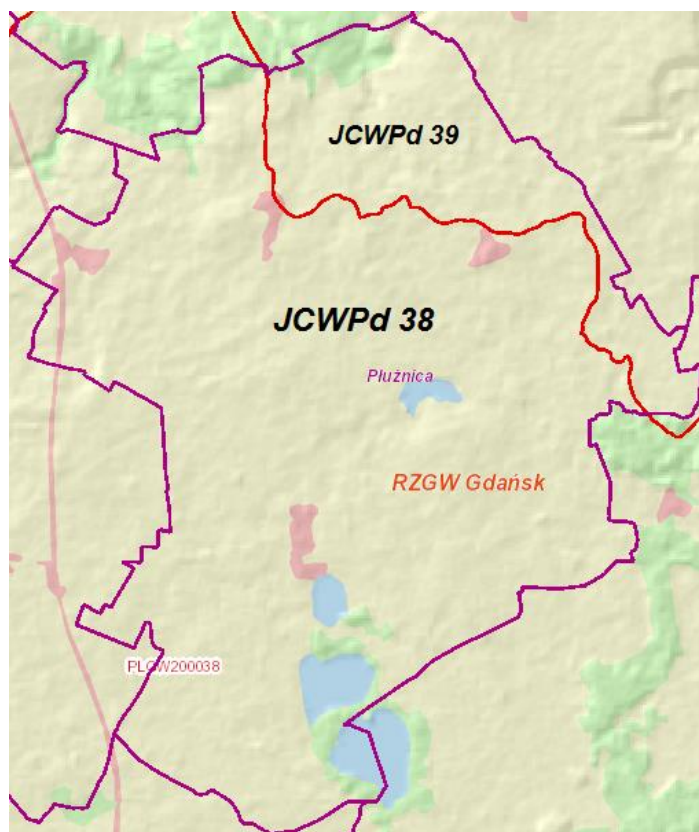 JCWPd 39
JCWPd 38
Płużnica
RZGW Gdańsk
PLGW200038